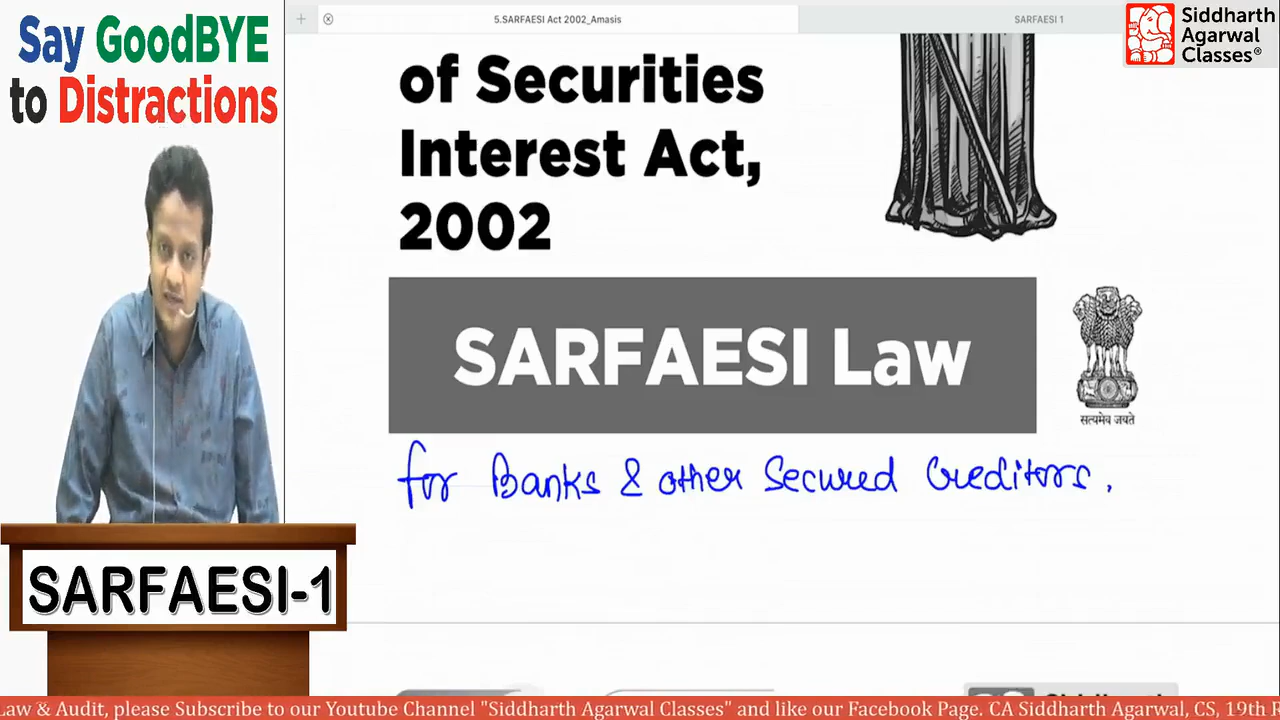 5.SARFAESI Act 2002_Amasis
SARFAESI 1
Siddharth
Agarwal
Classes®
Say GoodBYE
to Distractions
of Securities
Interest Act,
2002
SARFAESI Law
सत्यमेव जयते
for Banks & other Secured Creditors.
SARFAESI-1
Law & Audit, please Subscribe to our Youtube Channel "Siddharth Agarwal Classes" and like our Facebook Page. CA Siddharth Agarwal, CS, 19th